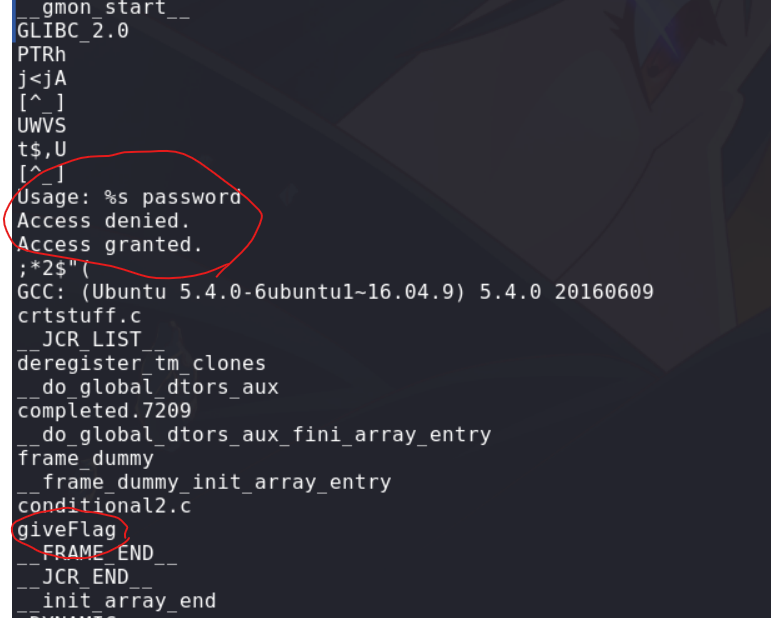 __gmon_start__
GLIBC_2.0
PTRh
j<jA
[^_]
UWVS
t$,U
[^_]
Usage: %s password
Access denied.
Access granted.
;*2$"(
GCC: (Ubuntu 5.4.0-6ubuntu1~16.04.9) 5.4.0 20160609
crtstuff.c
__JCR_LIST__
deregister_tm_clones
__do_global_dtors_aux
completed.7209
__do_global_dtors_aux_fini_array_entry
frame_dummy
__frame_dummy_init_array_entry
conditional2.c
giveFlag
__FRAME_END__
__JCR_END__
__init_array_end
_DYNAMIC